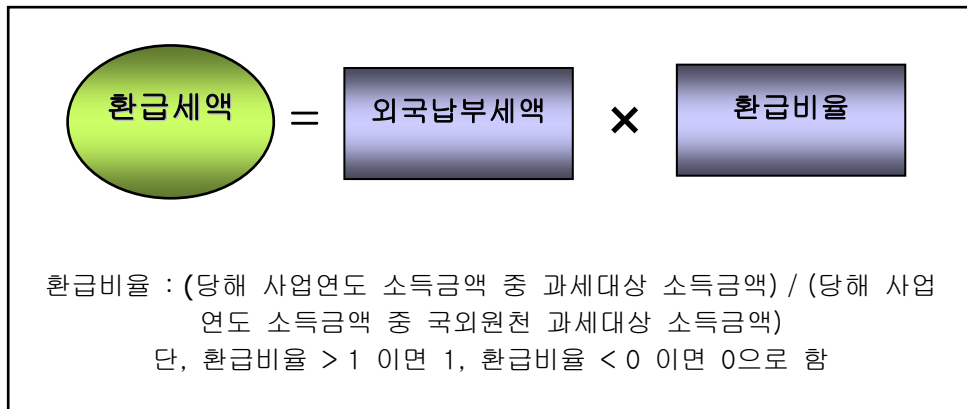 환급세액 = 외국납부세액 × 환급비율
환급비율 : (당해 사업연도 소득금액 중 과세대상 소득금액) / (당해 사업
연도 소득금액 중 국외원천 과세대상 소득금액)
단, 환급비율 > 1 이면 1, 환급비율 < 0 이면 0으로 함